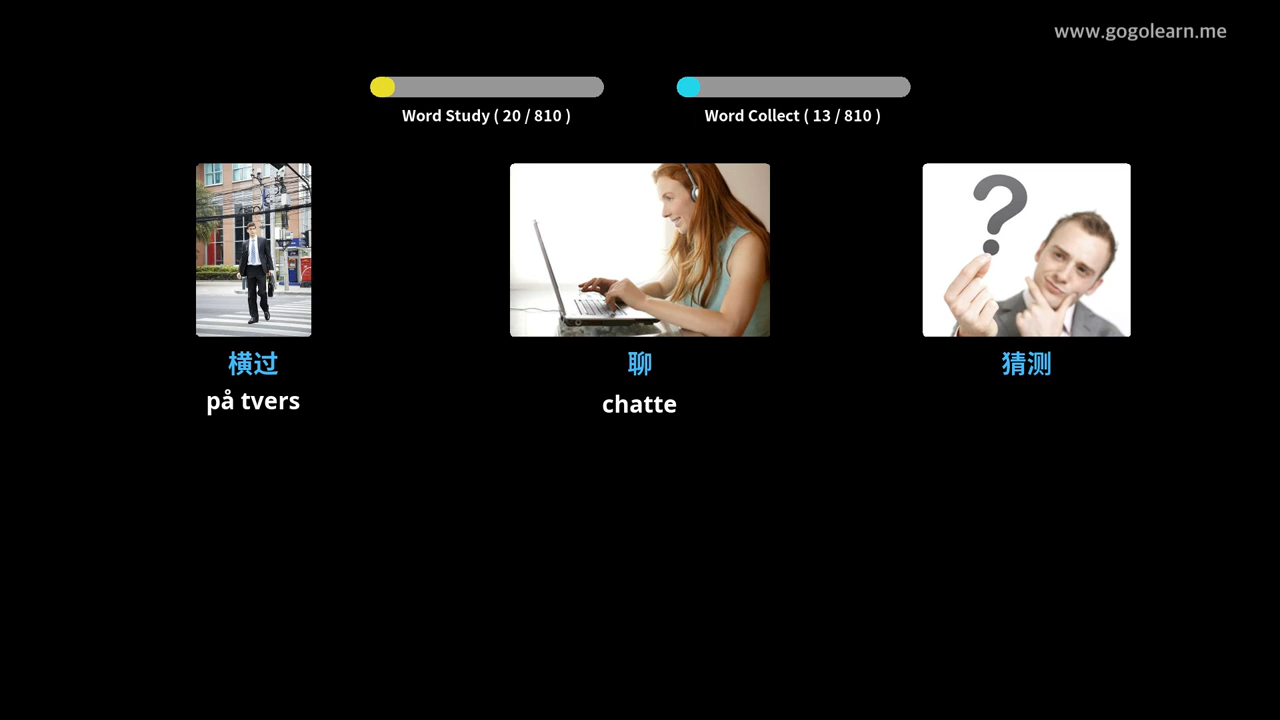 www.gogolearn.me
Word Study ( 20 / 810 )
Word Collect ( 13 / 810 )
横过
på tvers
聊
chatte
猜测